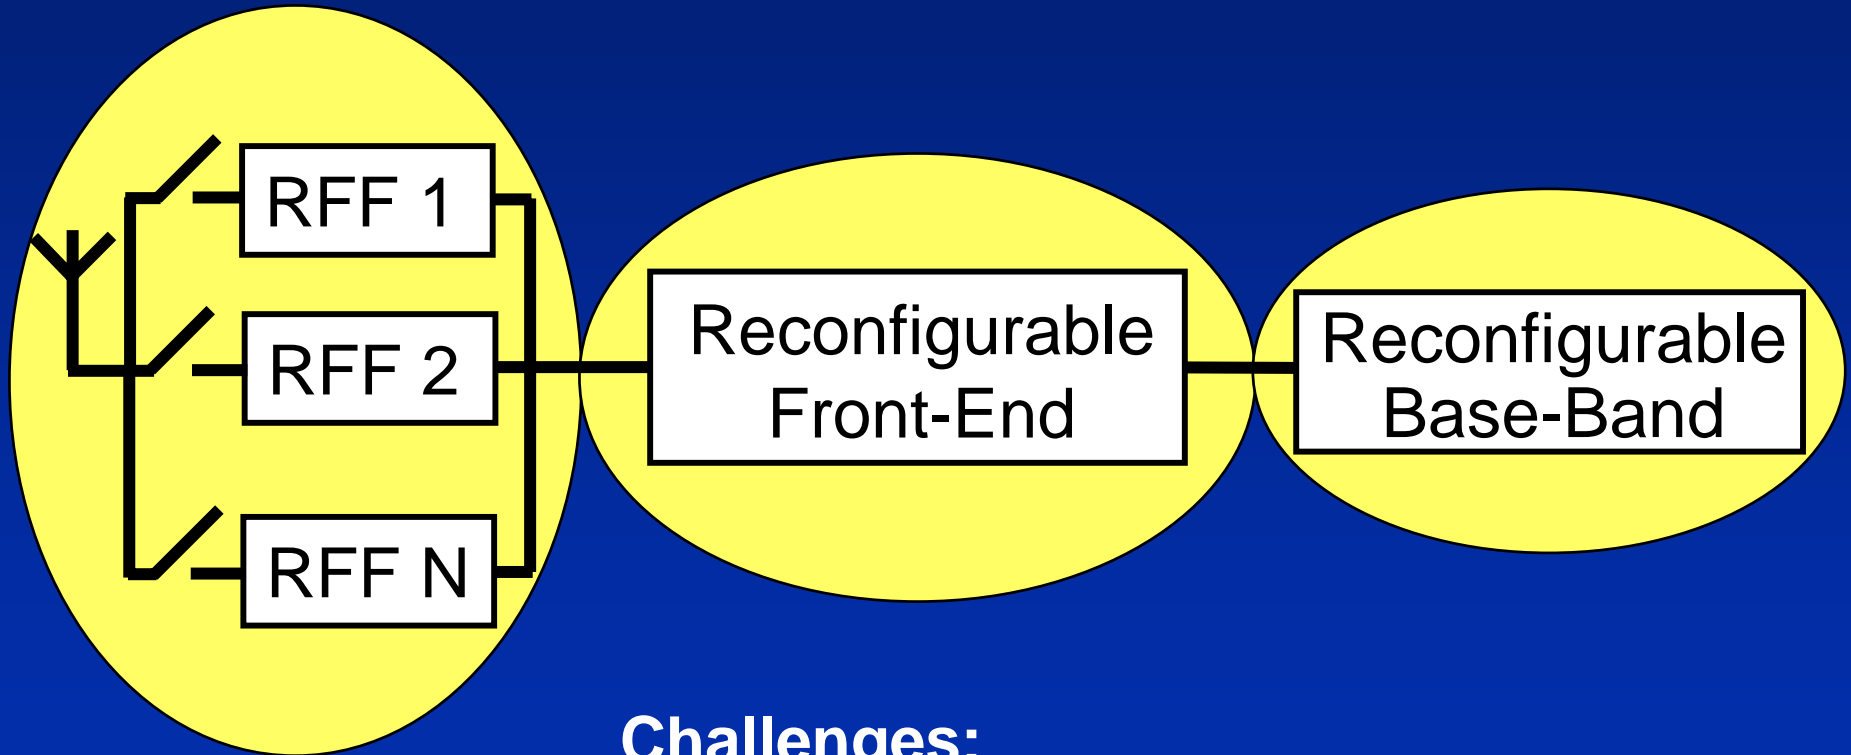 RFF 1
RFF 2
RFF N
Reconfigurable
Front-End
Reconfigurable
Base-Band
Challenges: